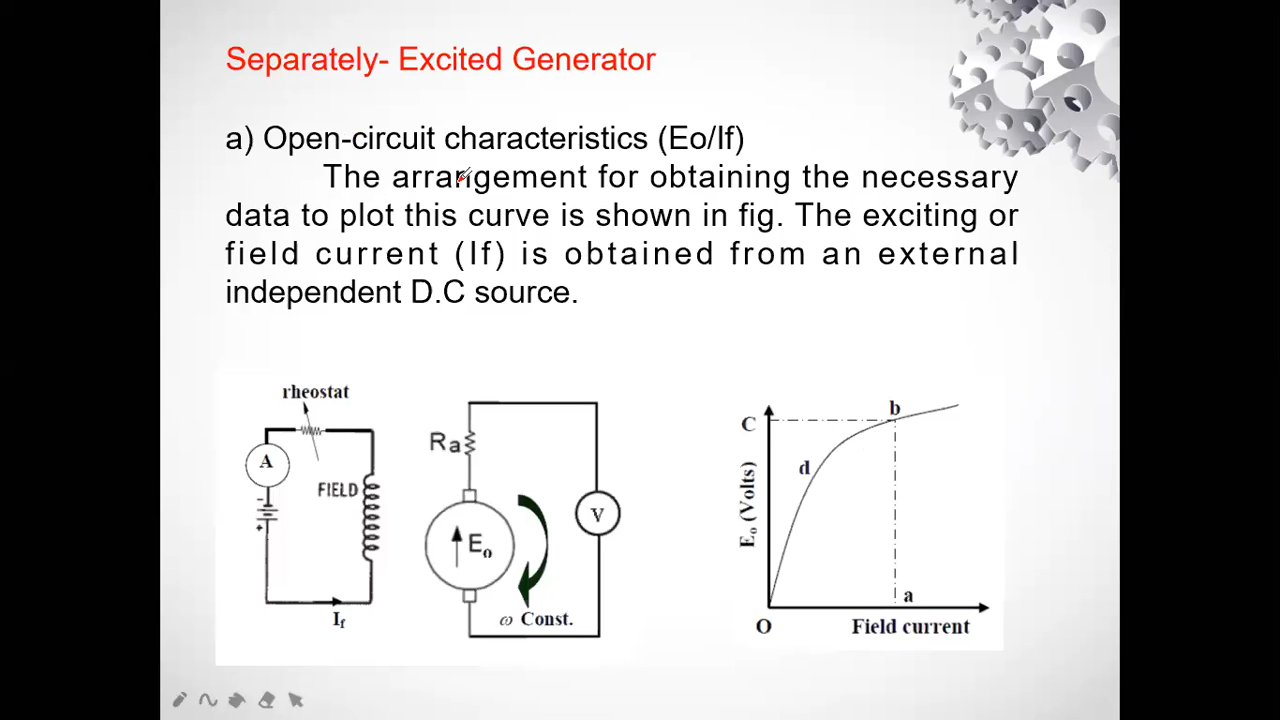 Separately- Excited Generator
a) Open-circuit characteristics (Eo/If)
The arrangement for obtaining the necessary
data to plot this curve is shown in fig. The exciting or
field current (If) is obtained from an external
independent D.C source.
rheostat
A
-
+
FIELD
If
Ra
Eo
V
ω Const.
C
b
d
Eo (Volts)
a
O
Field current